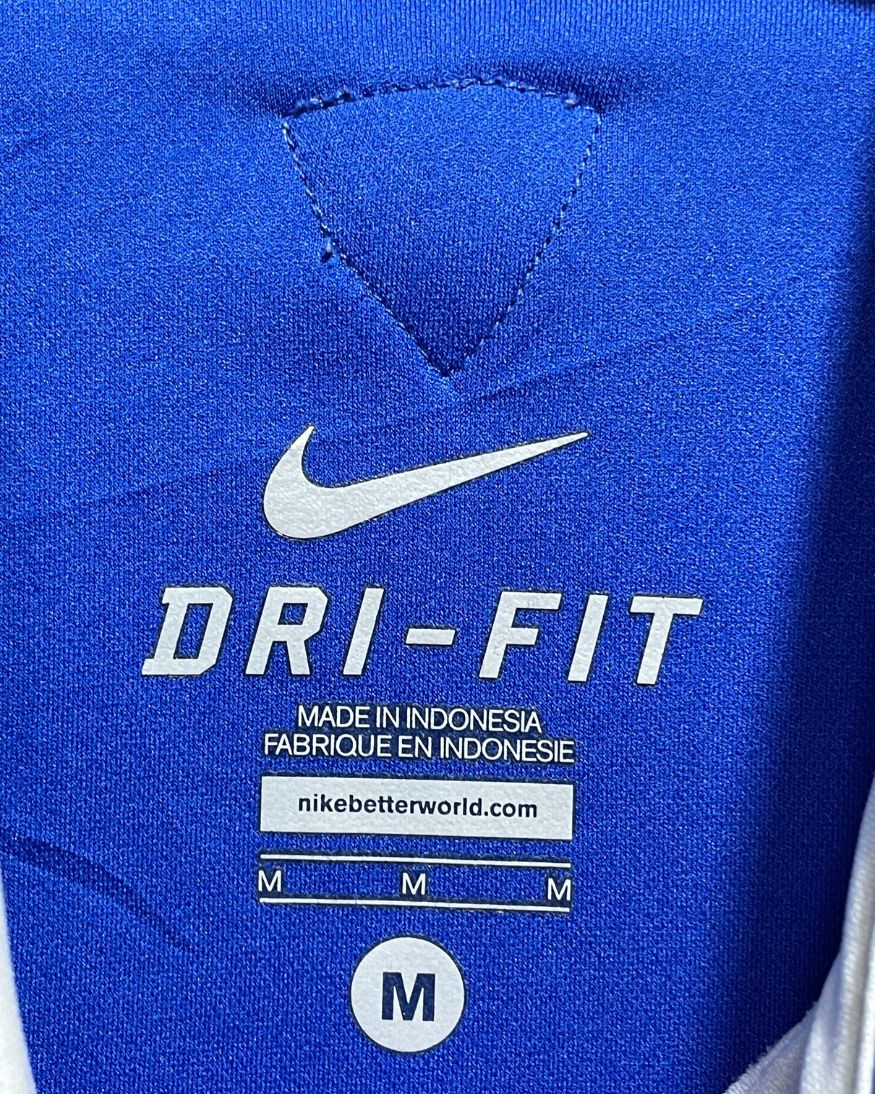 DRI-FIT
MADE IN INDONESIA
FABRIQUE EN INDONESIE
nikebetterworld.com
M M M
M